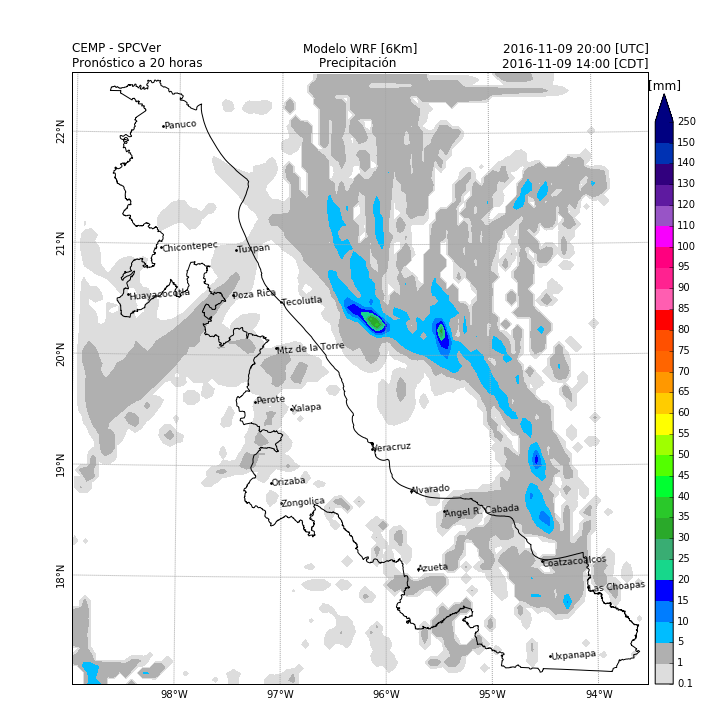 CEMP - SPCVer
Modelo WRF [6Km]
2016-11-09 20:00 [UTC]
Pronóstico a 20 horas
Precipitación
2016-11-09 14:00 [CDT]
[mm]
250
150
140
130
120
110
100
95
90
85
80
75
70
65
60
55
50
45
40
35
30
25
20
15
10
5
1
0.1
22°N
21°N
20°N
19°N
18°N
98°W
97°W
96°W
95°W
94°W
Panuco
Chicontepec
Tuxpan
Huayacocotla
Poza Rica
Tecolutla
Mtz de la Torre
Perote
Xalapa
Veracruz
Orizaba
Alvarado
Zongolica
Angel R. Cabada
Azueta
Coatzacoalcos
Las Choapas
Uxpanapa